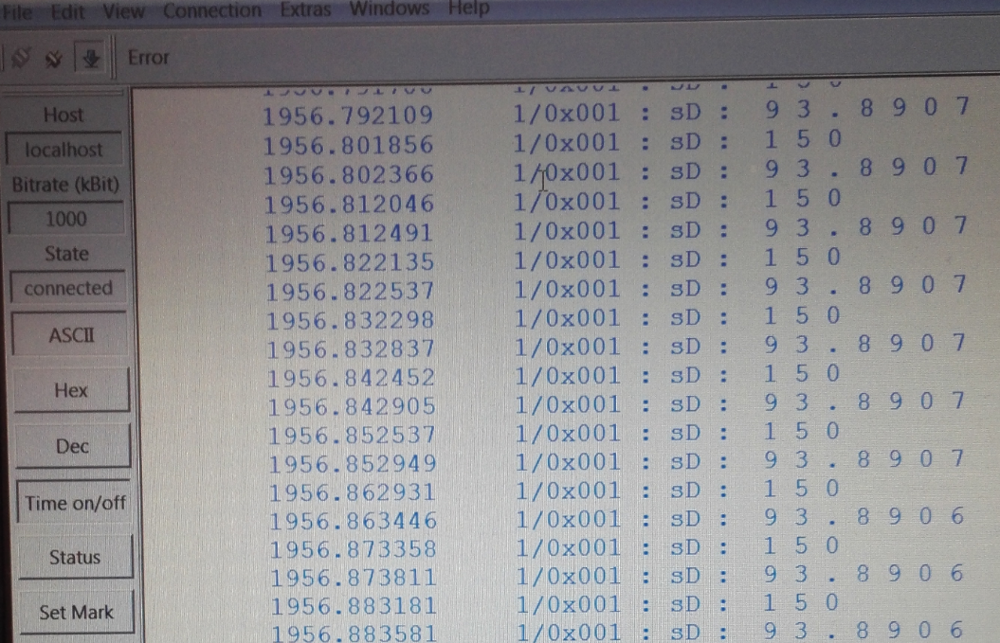 File Edit View Connection Extras Windows Help
Error
Host
localhost
Bitrate (kBit)
1000
State
connected
ASCII
Hex
Dec
Time on/off
Status
Set Mark
1956.792109 1/0x001 : sD : 9 3 . 8 9 0 7
1956.801856 1/0x001 : sD : 1 5 0
1956.802366 1/0x001 : sD : 9 3 . 8 9 0 7
1956.812046 1/0x001 : sD : 1 5 0
1956.812491 1/0x001 : sD : 9 3 . 8 9 0 7
1956.822135 1/0x001 : sD : 1 5 0
1956.822537 1/0x001 : sD : 9 3 . 8 9 0 7
1956.832298 1/0x001 : sD : 1 5 0
1956.832837 1/0x001 : sD : 9 3 . 8 9 0 7
1956.842452 1/0x001 : sD : 1 5 0
1956.842905 1/0x001 : sD : 9 3 . 8 9 0 7
1956.852537 1/0x001 : sD : 1 5 0
1956.852949 1/0x001 : sD : 9 3 . 8 9 0 7
1956.862931 1/0x001 : sD : 1 5 0
1956.863446 1/0x001 : sD : 9 3 . 8 9 0 6
1956.873358 1/0x001 : sD : 1 5 0
1956.873811 1/0x001 : sD : 9 3 . 8 9 0 6
1956.883181 1/0x001 : sD : 1 5 0
1956.883581 1/0x001 : sD : 9 3 . 8 9 0 6